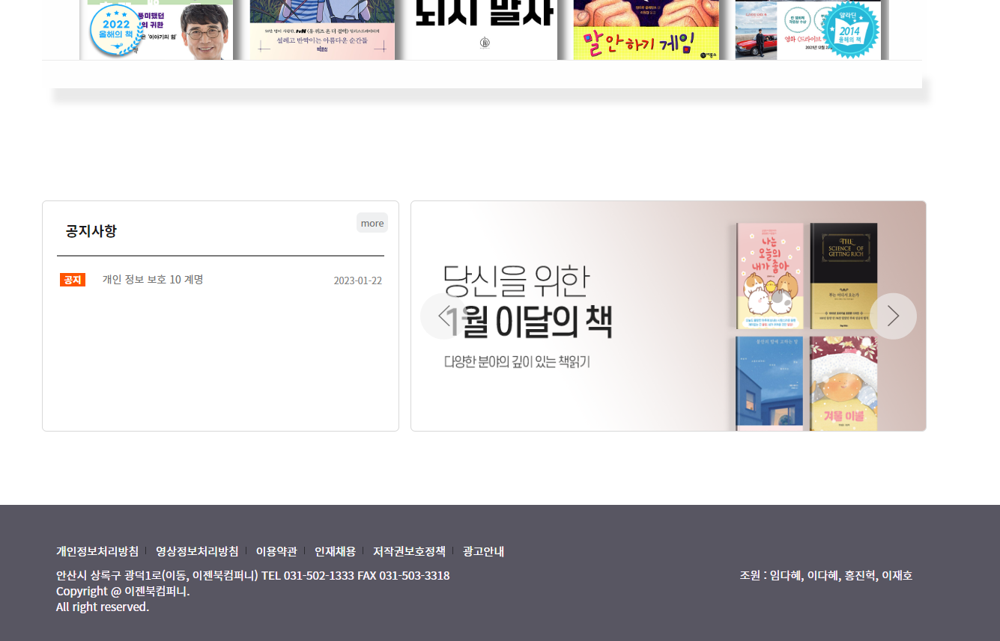 풍미했던
2022
올해의 책
의 귀환
은 '이야기의 힘'
설레고 반짝이는 아름다운 순간들
뇌지 말자
말 안 하기 게임
알라딘
2014
올해의 책
공지사항
more
공지 개인 정보 보호 10 계명 2023-01-22
당신을 위한
1월 이달의 책
다양한 분야의 깊이 있는 책읽기
나는
오늘의
내가 좋아
THE
SCIENCE OF
GETTING RICH
겨울 이불
개인정보처리방침 영상정보처리방침 이용약관 인재채용 저작권보호정책 광고안내
안산시 상록구 광덕1로(이동, 이젠북컴퍼니) TEL 031-502-1333 FAX 031-503-3318
조원 : 임다혜, 이다혜, 홍진혁, 이재호
Copyright @ 이젠북컴퍼니.
All right reserved.